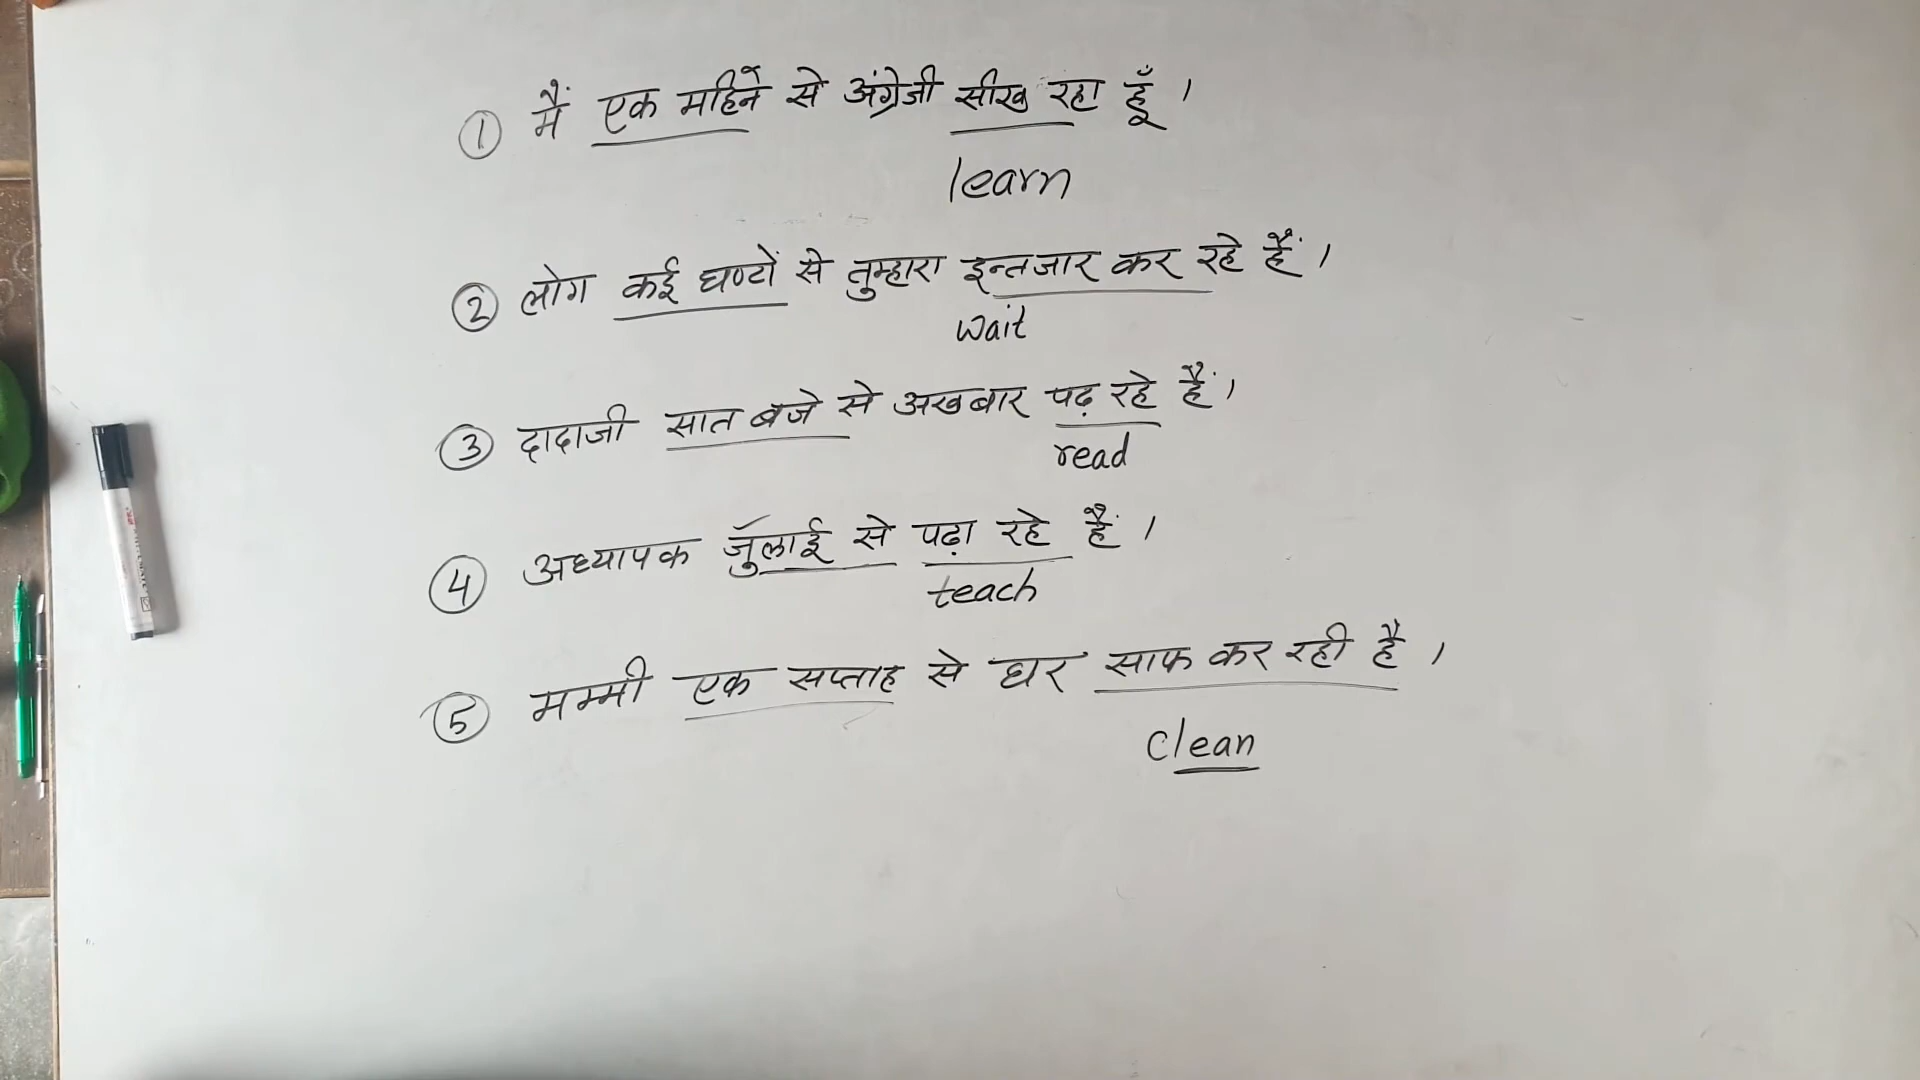 ① मैं एक महिने से अंग्रेजी सीख रहा हूँ ।
learn
② लोग कई घण्टों से तुम्हारा इन्तजार कर रहे हैं ।
wait
③ दादाजी सात बजे से अखबार पढ़ रहे हैं ।
read
④ अध्यापक जुलाई से पढ़ा रहे हैं ।
teach
⑤ मम्मी एक सप्ताह से घर साफ कर रही है ।
clean